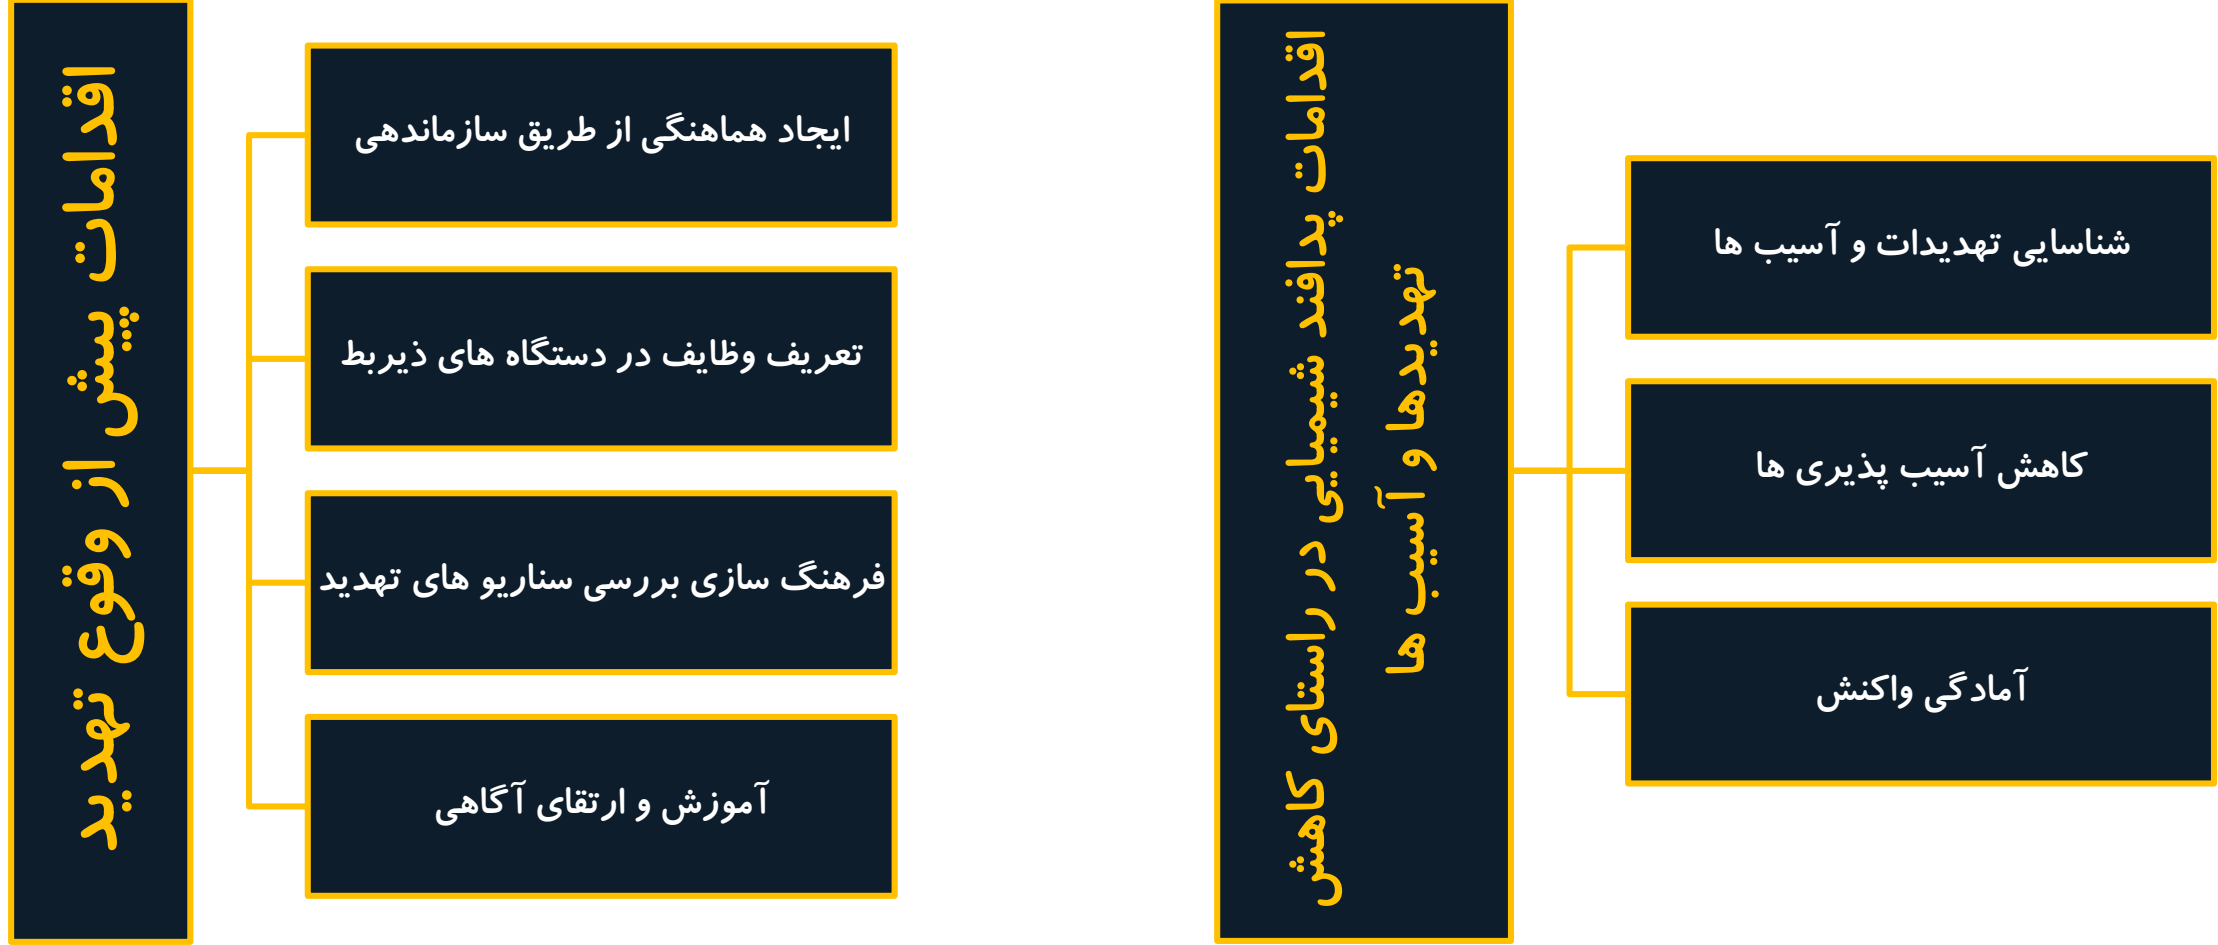 اقدامات پدافند شیمیایی در راستای کاهش
تهدیدها و آسیب ها
شناسایی تهدیدات و آسیب ها
کاهش آسیب پذیری ها
آمادگی واکنش
اقدامات پیش از وقوع تهدید
ایجاد هماهنگی از طریق سازماندهی
تعریف وظایف در دستگاه های ذیربط
فرهنگ سازی بررسی سناریو های تهدید
آموزش و ارتقای آگاهی